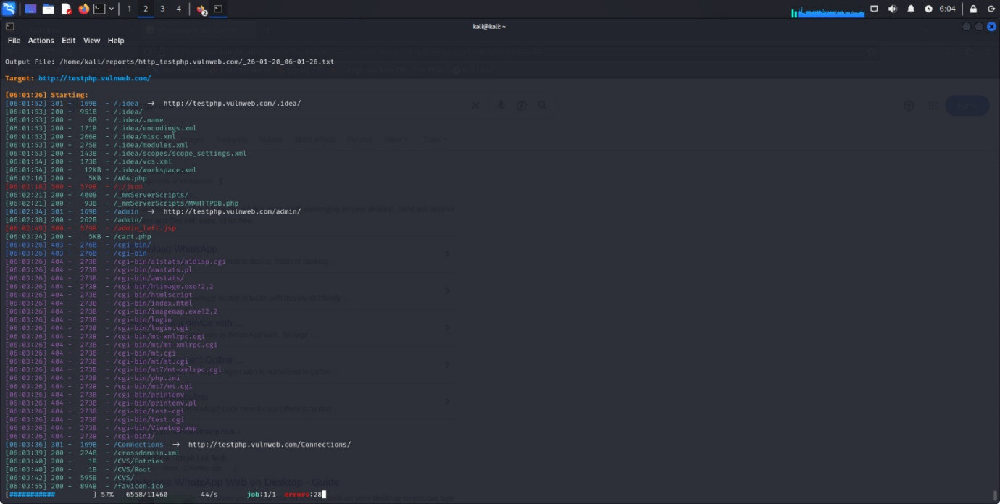 1 2 3 4 2 6:04
kali@kali: ~
File Actions Edit View Help
Output File: /home/kali/reports/http_testphp.vulnweb.com/_26-01-20_06-01-26.txt
Target: http://testphp.vulnweb.com/
[06:01:26] Starting:
[06:01:52] 301 - 169B - /.idea → http://testphp.vulnweb.com/.idea/
[06:01:53] 200 - 951B - /.idea/
[06:01:53] 200 - 6B - /.idea/.name
[06:01:53] 200 - 171B - /.idea/encodings.xml
[06:01:53] 200 - 266B - /.idea/misc.xml
[06:01:53] 200 - 275B - /.idea/modules.xml
[06:01:53] 200 - 143B - /.idea/scopes/scope_settings.xml
[06:01:54] 200 - 173B - /.idea/vcs.xml
[06:01:54] 200 - 12KB - /.idea/workspace.xml
[06:02:16] 200 - 5KB - /404.php
[06:02:18] 500 - 579B - /;/json
[06:02:21] 200 - 400B - /_mmServerScripts/
[06:02:21] 200 - 93B - /_mmServerScripts/MMHTTPDB.php
[06:02:34] 301 - 169B - /admin → http://testphp.vulnweb.com/admin/
[06:02:38] 200 - 262B - /admin/
[06:02:49] 500 - 579B - /admin_left.jsp
[06:03:24] 200 - 5KB - /cart.php
[06:03:26] 403 - 276B - /cgi-bin/
[06:03:26] 403 - 276B - /cgi-bin
[06:03:26] 404 - 273B - /cgi-bin/a1stats/a1disp.cgi
[06:03:26] 404 - 273B - /cgi-bin/awstats.pl
[06:03:26] 404 - 273B - /cgi-bin/awstats/
[06:03:26] 404 - 273B - /cgi-bin/htimage.exe?2,2
[06:03:26] 404 - 273B - /cgi-bin/htmlscript
[06:03:26] 404 - 273B - /cgi-bin/index.html
[06:03:26] 404 - 273B - /cgi-bin/imagemap.exe?2,2
[06:03:26] 404 - 273B - /cgi-bin/login
[06:03:26] 404 - 273B - /cgi-bin/login.cgi
[06:03:26] 404 - 273B - /cgi-bin/mt-xmlrpc.cgi
[06:03:26] 404 - 273B - /cgi-bin/mt/mt-xmlrpc.cgi
[06:03:26] 404 - 273B - /cgi-bin/mt.cgi
[06:03:26] 404 - 273B - /cgi-bin/mt/mt.cgi
[06:03:26] 404 - 273B - /cgi-bin/mt7/mt-xmlrpc.cgi
[06:03:26] 404 - 273B - /cgi-bin/php.ini
[06:03:26] 404 - 273B - /cgi-bin/mt7/mt.cgi
[06:03:26] 404 - 273B - /cgi-bin/printenv
[06:03:26] 404 - 273B - /cgi-bin/printenv.pl
[06:03:26] 404 - 273B - /cgi-bin/test-cgi
[06:03:26] 404 - 273B - /cgi-bin/test.cgi
[06:03:26] 404 - 273B - /cgi-bin/ViewLog.asp
[06:03:26] 404 - 273B - /cgi-bin2/
[06:03:36] 301 - 169B - /Connections → http://testphp.vulnweb.com/Connections/
[06:03:39] 200 - 224B - /crossdomain.xml
[06:03:40] 200 - 1B - /CVS/Entries
[06:03:40] 200 - 1B - /CVS/Root
[06:03:42] 200 - 595B - /CVS/
to use WhatsApp Web on Desktop - Guide
[06:03:55] 200 - 894B - /favicon.ico
[########### ] 57% 6558/11460 44/s job:1/1 errors:28